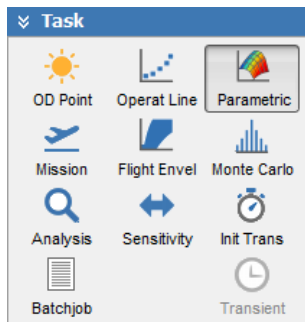 Task
OD Point Operat Line Parametric
Mission Flight Envel Monte Carlo
Analysis Sensitivity Init Trans
Batchjob Transient